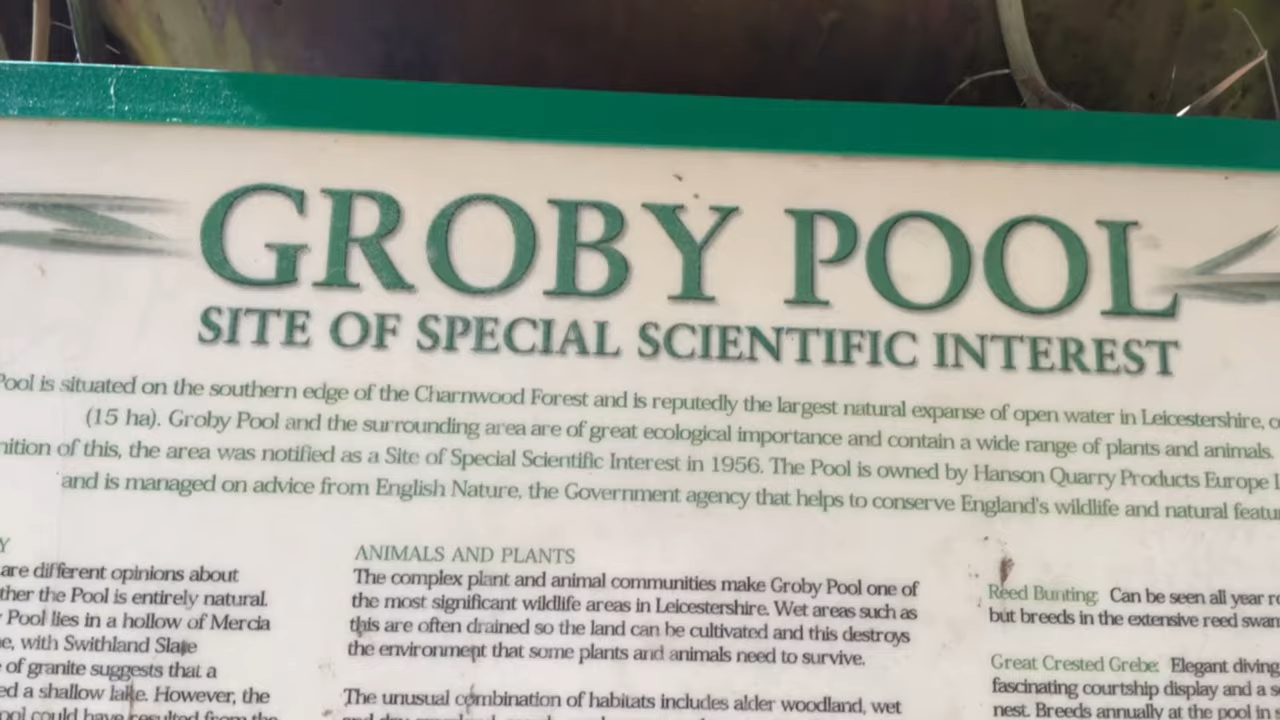 GROBY POOL
SITE OF SPECIAL SCIENTIFIC INTEREST
Pool is situated on the southern edge of the Charnwood Forest and is reputedly the largest natural expanse of open water in Leicestershire,
(15 ha). Groby Pool and the surrounding area are of great ecological importance and contain a wide range of plants and animals.
nition of this, the area was notified as a Site of Special Scientific Interest in 1956. The Pool is owned by Hanson Quarry Products Europe
and is managed on advice from English Nature, the Government agency that helps to conserve England's wildlife and natural featu
Y
are different opinions about
ther the Pool is entirely natural.
Pool lies in a hollow of Mercia
e, with Swithland Slate
of granite suggests that a
ed a shallow lake. However, the
ool could have resulted from the
ANIMALS AND PLANTS
The complex plant and animal communities make Groby Pool one of
the most significant wildlife areas in Leicestershire. Wet areas such as
this are often drained so the land can be cultivated and this destroys
the environment that some plants and animals need to survive.
The unusual combination of habitats includes alder woodland, wet
Reed Bunting: Can be seen all year ro
but breeds in the extensive reed swam
Great Crested Grebe: Elegant diving
fascinating courtship display and a s
nest. Breeds annually at the pool in s